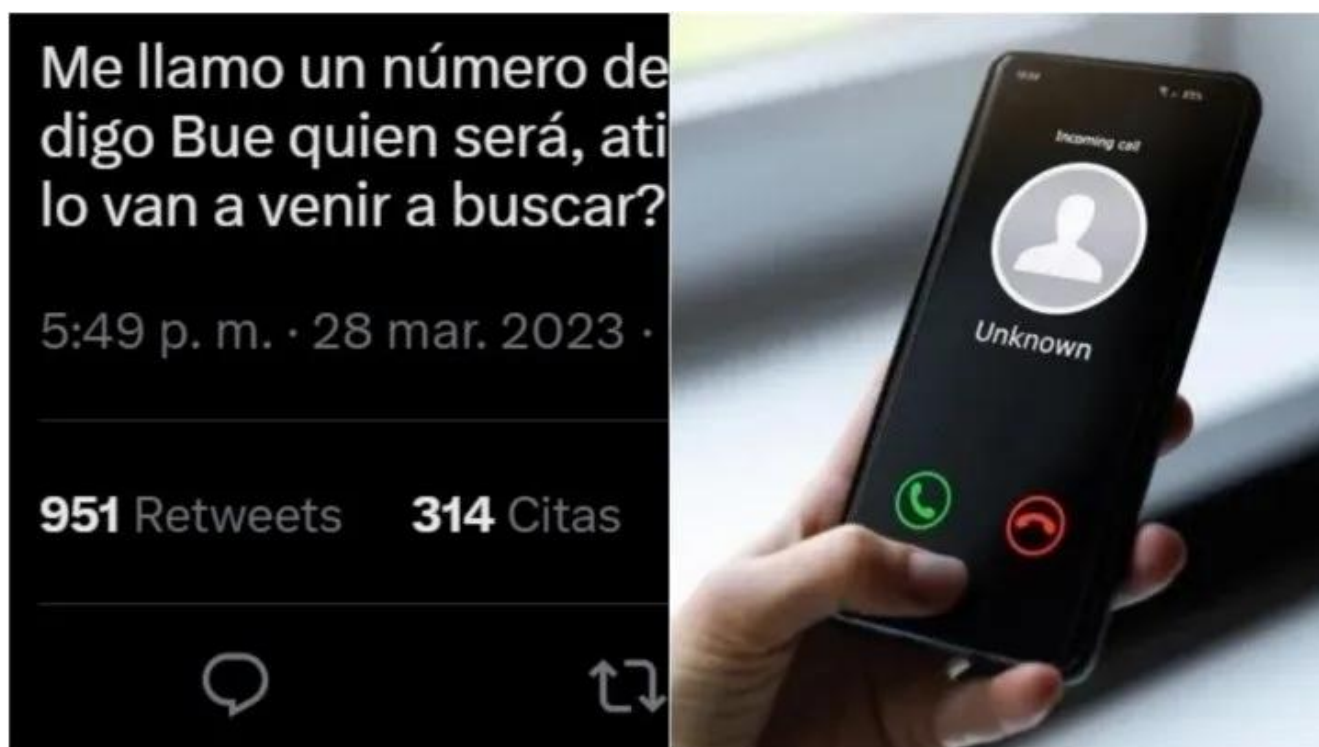 Me llamo un número de
digo Bue quien será, ati
lo van a venir a buscar?
5:49 p. m. · 28 mar. 2023 ·
951 Retweets 314 Citas
Incoming call
Unknown